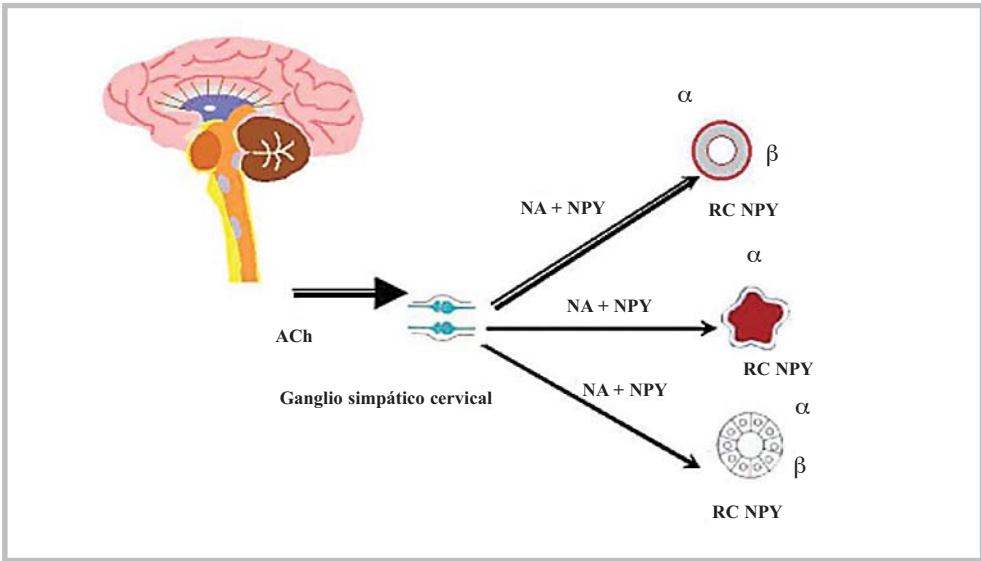 α
β
RC NPY
NA + NPY
α
NA + NPY
RC NPY
ACh
Ganglio simpático cervical
NA + NPY
α
β
RC NPY